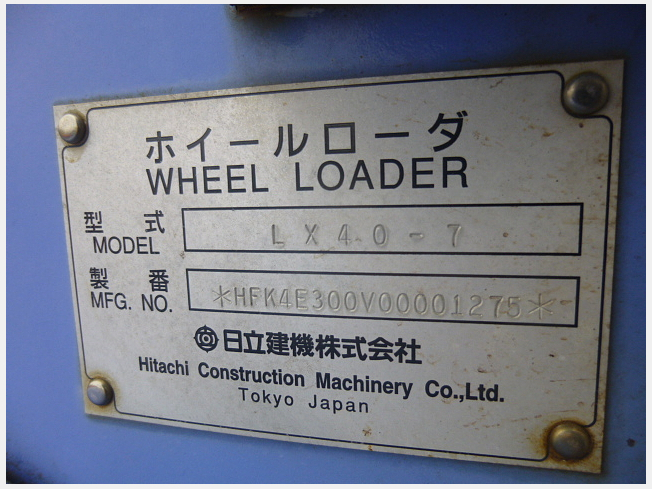 ホイールローダ
WHEEL LOADER
型 式
MODEL
LX40-7
製 番
MFG. NO.
*HFK4E300V00001275*
日立建機株式会社
Hitachi Construction Machinery Co.,Ltd.
Tokyo Japan